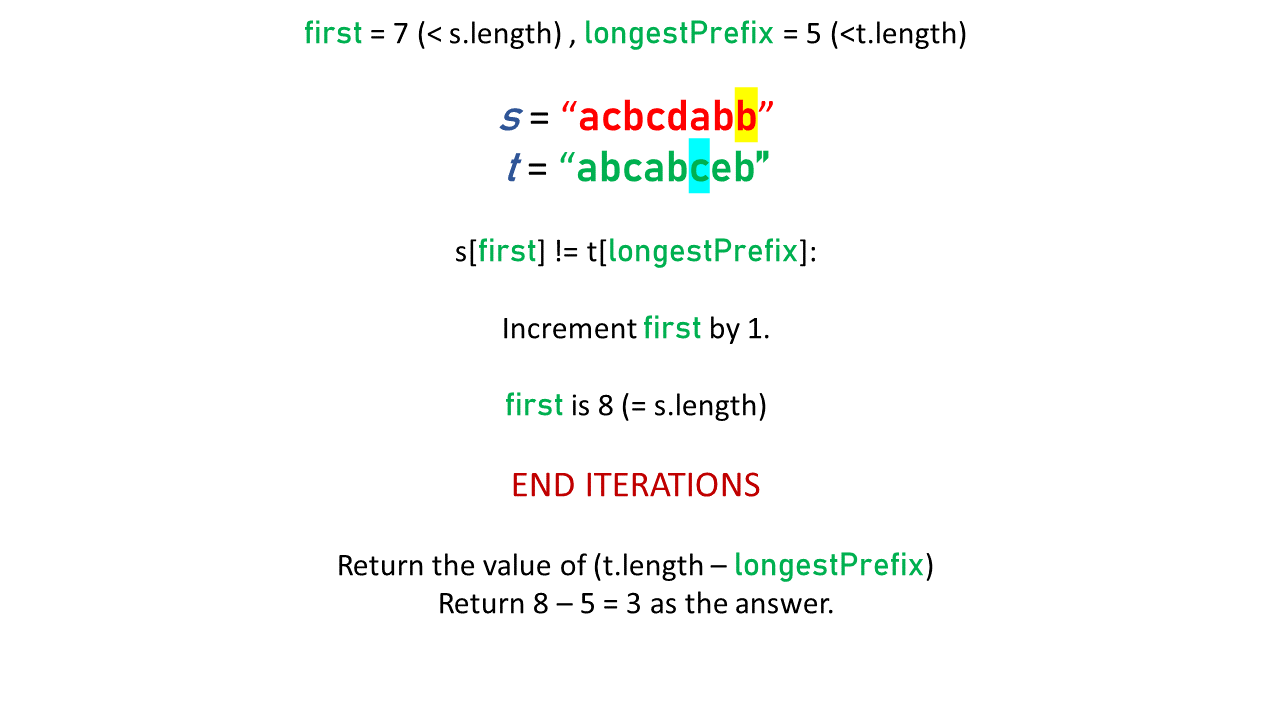 first = 7 (< s.length) , longestPrefix = 5 (<t.length)
s = “acbcdabb”
t = “abcabceb”
s[first] != t[longestPrefix]:
Increment first by 1.
first is 8 (= s.length)
END ITERATIONS
Return the value of (t.length – longestPrefix)
Return 8 – 5 = 3 as the answer.